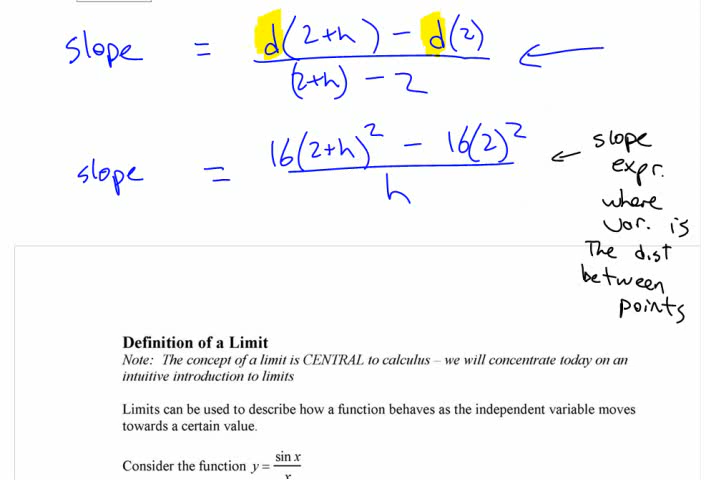 slope = d(2+h) - d(2) / (2+h) - 2
slope = 16(2+h)² - 16(2)² / h
slope
expr.
where
var. is
The dist
between
points
Definition of a Limit
Note: The concept of a limit is CENTRAL to calculus – we will concentrate today on an
intuitive introduction to limits
Limits can be used to describe how a function behaves as the independent variable moves
towards a certain value.
Consider the function y = sin x / x